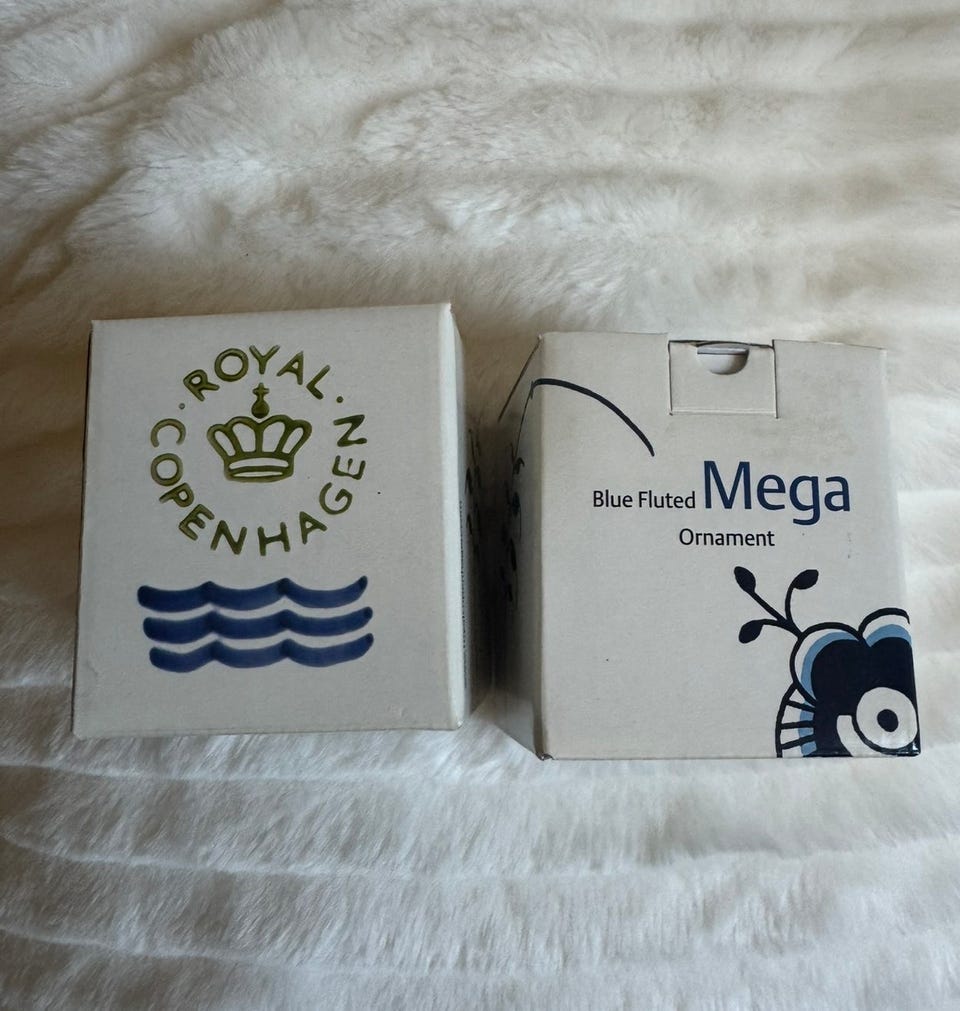 ROYAL
COPENHAGEN
Blue Fluted Mega
Ornament